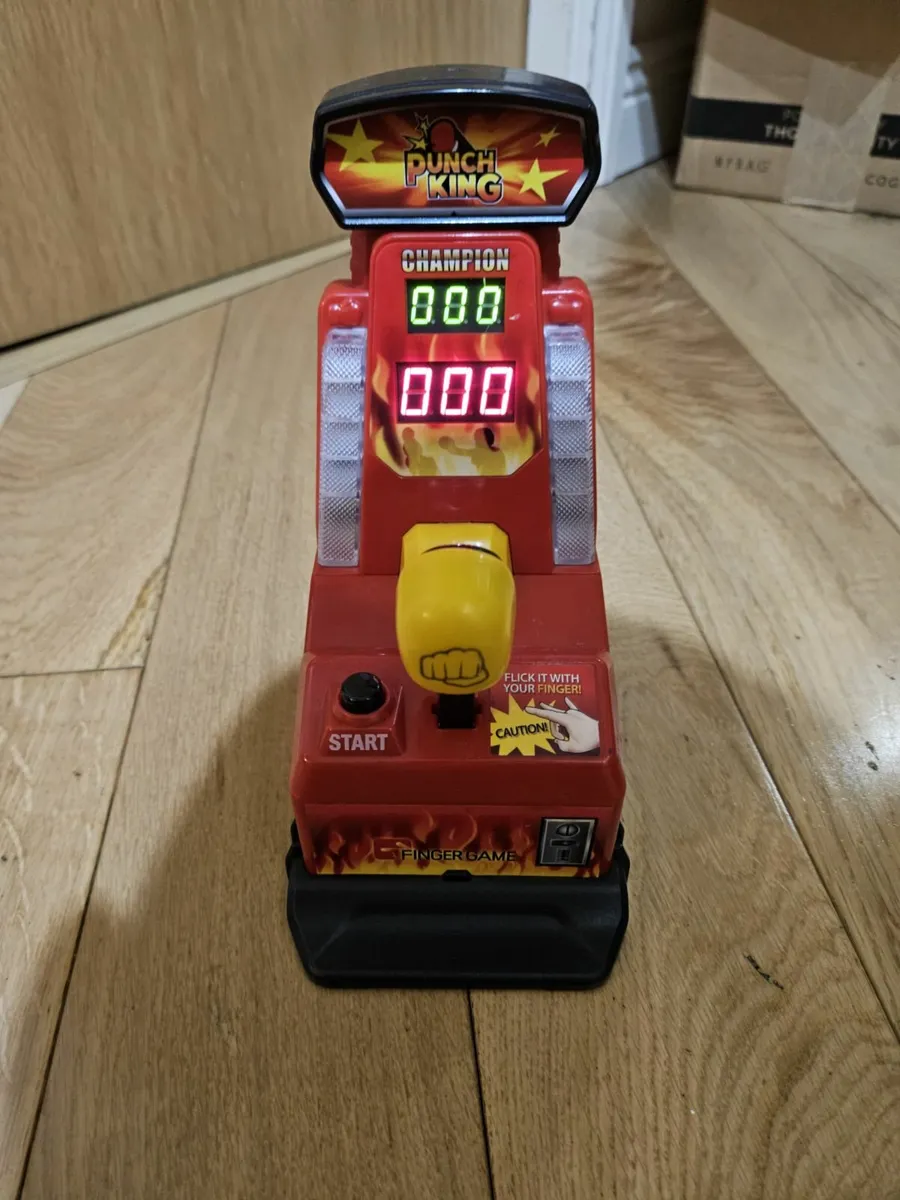 PUNCH
KING
CHAMPION
000
000
FLICK IT WITH
YOUR FINGER!
CAUTION!
START
FINGER GAME